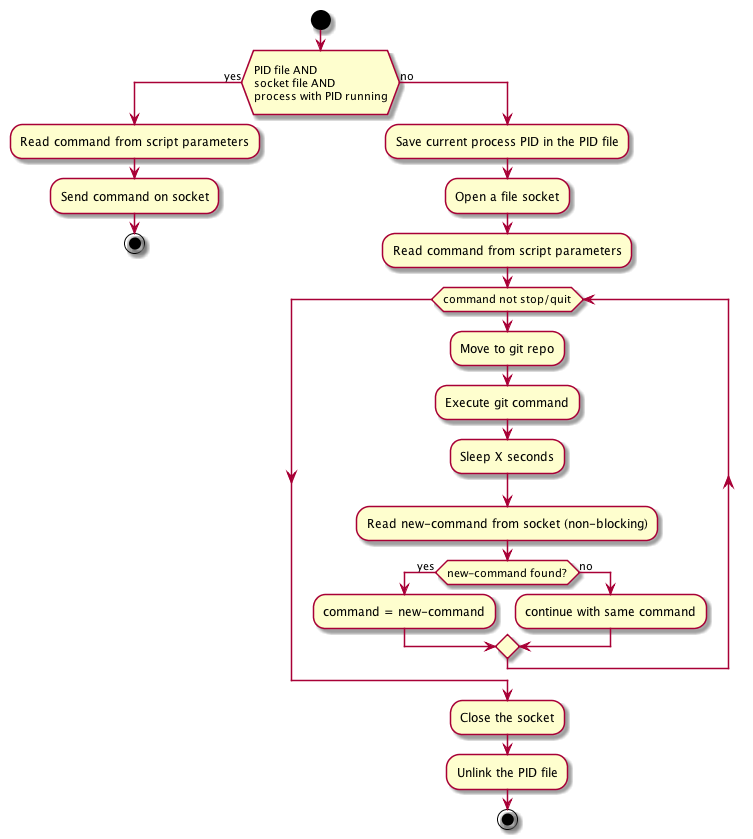 PID file AND
socket file AND
process with PID running
yes
no
Read command from script parameters
Send command on socket
Save current process PID in the PID file
Open a file socket
Read command from script parameters
command not stop/quit
Move to git repo
Execute git command
Sleep X seconds
Read new-command from socket (non-blocking)
new-command found?
yes
no
command = new-command
continue with same command
Close the socket
Unlink the PID file